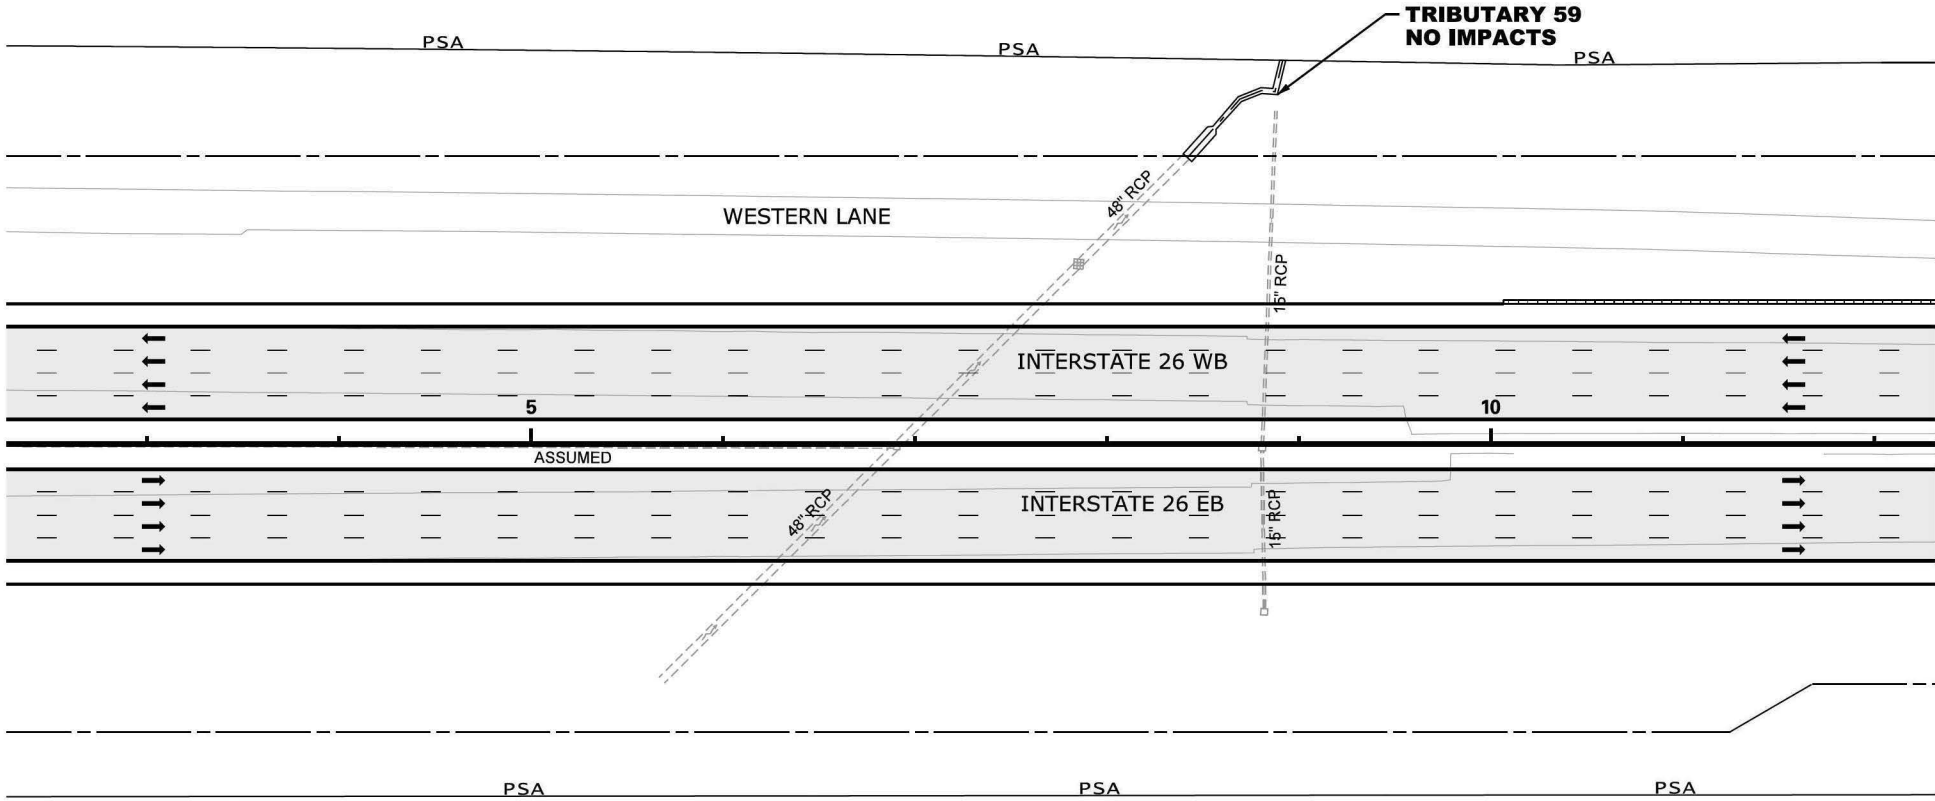 TRIBUTARY 59
NO IMPACTS
PSA
PSA
PSA
48" RCP
WESTERN LANE
15" RCP
INTERSTATE 26 WB
5
10
ASSUMED
48" RCP
INTERSTATE 26 EB
15" RCP
PSA
PSA
PSA